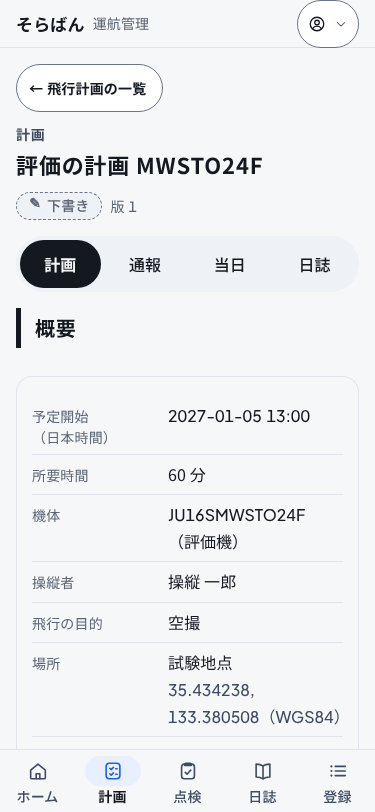 そらばん 運航管理
← 飛行計画の一覧
計画
評価の計画 MWSTO24F
✎ 下書き 版 1
計画 通報 当日 日誌
概要
予定開始
（日本時間）
2027-01-05 13:00
所要時間 60 分
機体 JU16SMWSTO24F
（評価機）
操縦者 操縦 一郎
飛行の目的 空撮
場所 試験地点
35.434238,
133.380508（WGS84）
ホーム 計画 点検 日誌 登録